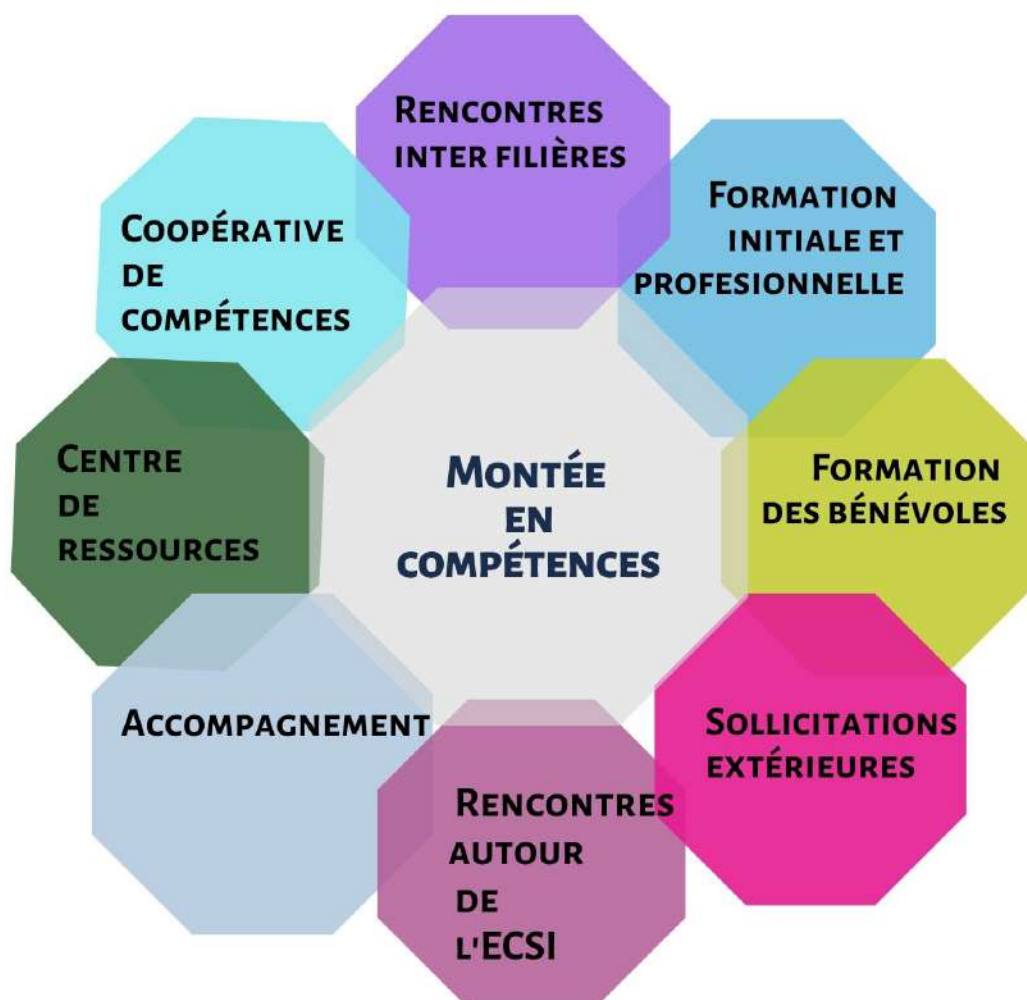 Rencontres
inter filières
Formation
initiale et
profesionnelle
Coopérative
de
compétences
Centre
de
ressources
Montée
en
compétences
Formation
des bénévoles
Accompagnement
Sollicitations
extérieures
Rencontres
autour
de
l'ECSI